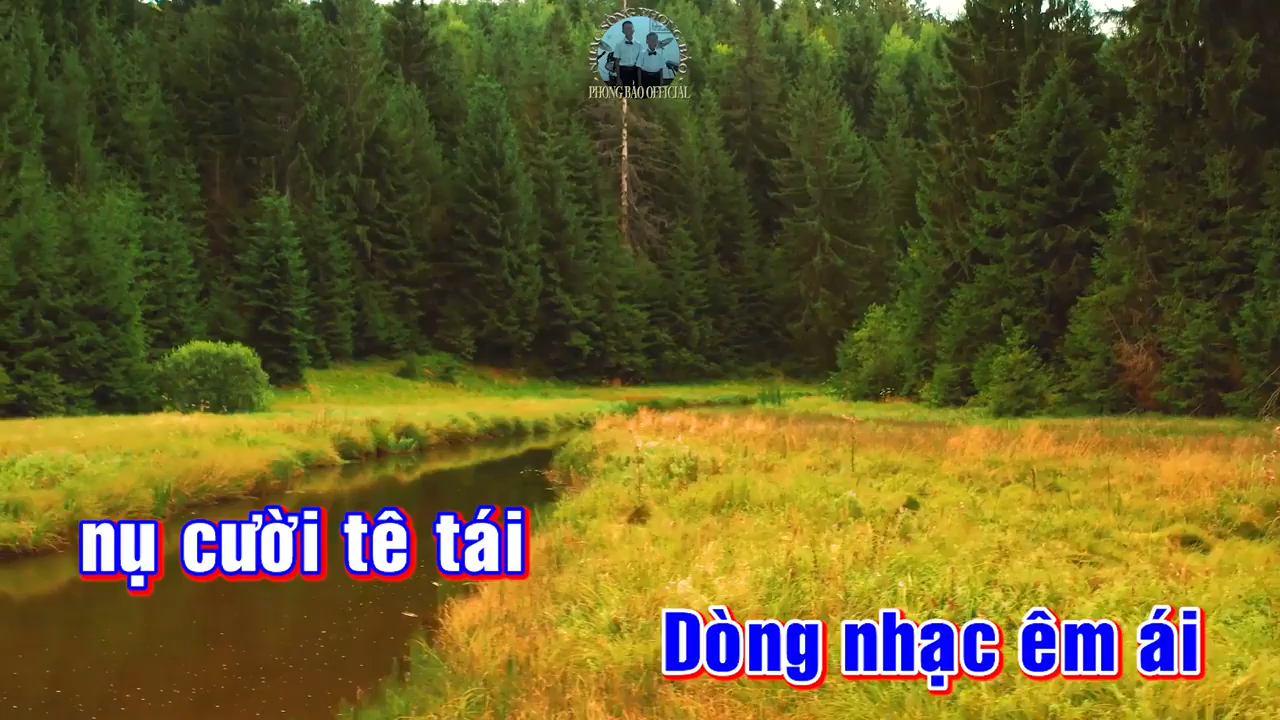 PHONG BẢO OFFICIAL
nụ cười tê tái
Dòng nhạc êm ái